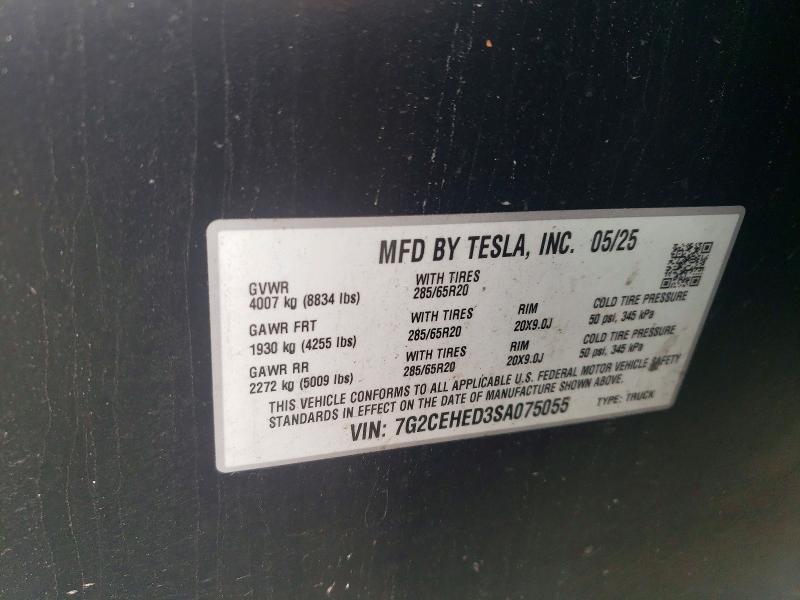 MFD BY TESLA, INC. 05/25
GVWR
4007 kg (8834 lbs)
WITH TIRES
285/65R20
GAWR FRT
1930 kg (4255 lbs)
WITH TIRES
285/65R20
RIM
20X9.0J
COLD TIRE PRESSURE
50 psi, 345 kPa
GAWR RR
2272 kg (5009 lbs)
WITH TIRES
285/65R20
RIM
20X9.0J
COLD TIRE PRESSURE
50 psi, 345 kPa
THIS VEHICLE CONFORMS TO ALL APPLICABLE U.S. FEDERAL MOTOR VEHICLE SAFETY
STANDARDS IN EFFECT ON THE DATE OF MANUFACTURE SHOWN ABOVE.
VIN: 7G2CEHED3SA075055
TYPE: TRUCK